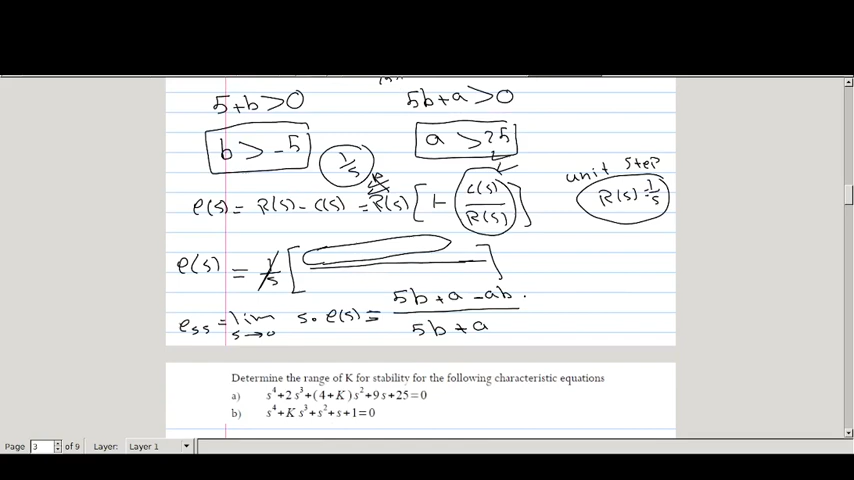 5+b>0 5b+a>0
b > -5 a > 25
1/s
unit step
e(s) = R(s) - C(s) = R(s) [ 1- C(s)/R(s) ] R(s) = 1/s
e(s) = 1/s [ ]
ess = lim s→0 s. e(s) = 5b+a-ab / 5b+a
Determine the range of K for stability for the following characteristic equations
a) s⁴+2s³+(4+K)s²+9s+25=0
b) s⁴+Ks³+s²+s+1=0
Page 3 of 9 Layer: Layer 1